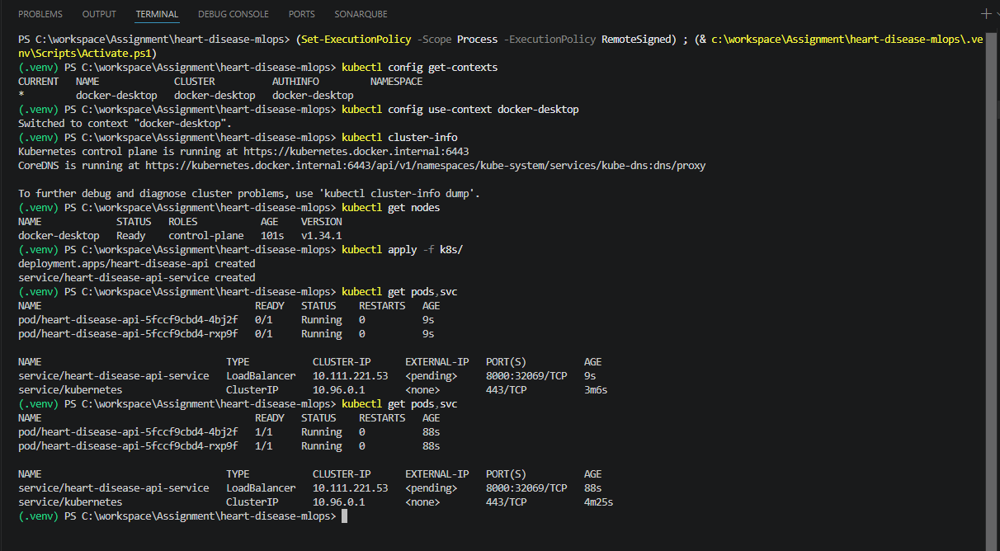 PROBLEMS OUTPUT TERMINAL DEBUG CONSOLE PORTS SONARQUBE
PS C:\workspace\Assignment\heart-disease-mlops> (Set-ExecutionPolicy -Scope Process -ExecutionPolicy RemoteSigned) ; (& c:\workspace\Assignment\heart-disease-mlops\.ve
nv\Scripts\Activate.ps1)
(.venv) PS C:\workspace\Assignment\heart-disease-mlops> kubectl config get-contexts
CURRENT NAME CLUSTER AUTHINFO NAMESPACE
* docker-desktop docker-desktop docker-desktop
(.venv) PS C:\workspace\Assignment\heart-disease-mlops> kubectl config use-context docker-desktop
Switched to context "docker-desktop".
(.venv) PS C:\workspace\Assignment\heart-disease-mlops> kubectl cluster-info
Kubernetes control plane is running at https://kubernetes.docker.internal:6443
CoreDNS is running at https://kubernetes.docker.internal:6443/api/v1/namespaces/kube-system/services/kube-dns:dns/proxy

To further debug and diagnose cluster problems, use 'kubectl cluster-info dump'.
(.venv) PS C:\workspace\Assignment\heart-disease-mlops> kubectl get nodes
NAME STATUS ROLES AGE VERSION
docker-desktop Ready control-plane 101s v1.34.1
(.venv) PS C:\workspace\Assignment\heart-disease-mlops> kubectl apply -f k8s/
deployment.apps/heart-disease-api created
service/heart-disease-api-service created
(.venv) PS C:\workspace\Assignment\heart-disease-mlops> kubectl get pods,svc
NAME READY STATUS RESTARTS AGE
pod/heart-disease-api-5fccf9cbd4-4bj2f 0/1 Running 0 9s
pod/heart-disease-api-5fccf9cbd4-rxp9f 0/1 Running 0 9s

NAME TYPE CLUSTER-IP EXTERNAL-IP PORT(S) AGE
service/heart-disease-api-service LoadBalancer 10.111.221.53 <pending> 8000:32069/TCP 9s
service/kubernetes ClusterIP 10.96.0.1 <none> 443/TCP 3m6s
(.venv) PS C:\workspace\Assignment\heart-disease-mlops> kubectl get pods,svc
NAME READY STATUS RESTARTS AGE
pod/heart-disease-api-5fccf9cbd4-4bj2f 1/1 Running 0 88s
pod/heart-disease-api-5fccf9cbd4-rxp9f 1/1 Running 0 88s

NAME TYPE CLUSTER-IP EXTERNAL-IP PORT(S) AGE
service/heart-disease-api-service LoadBalancer 10.111.221.53 <pending> 8000:32069/TCP 88s
service/kubernetes ClusterIP 10.96.0.1 <none> 443/TCP 4m25s
(.venv) PS C:\workspace\Assignment\heart-disease-mlops>